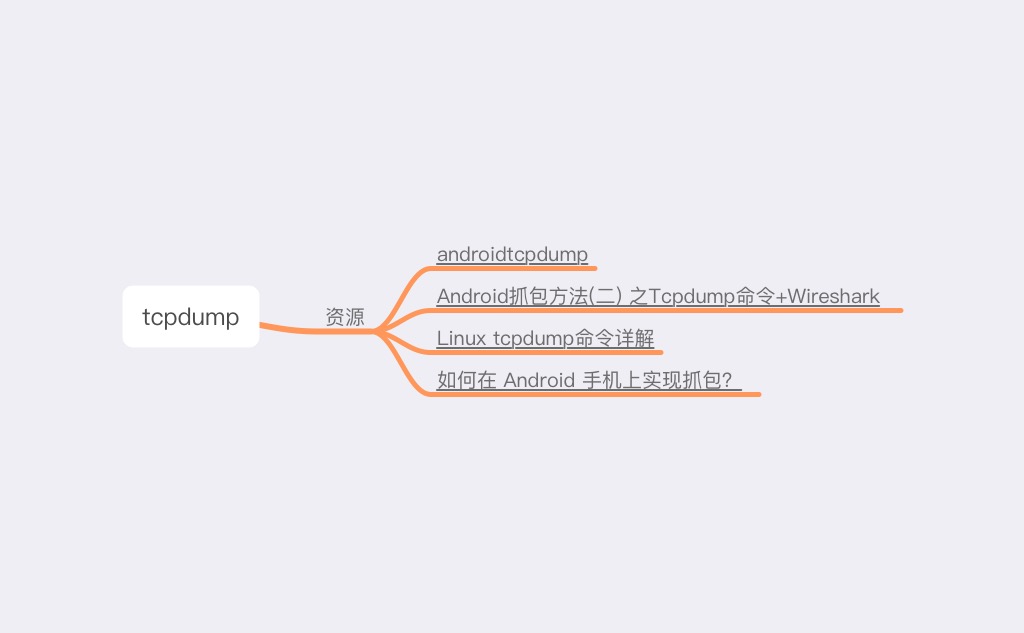 tcpdump
资源
androidtcpdump
Android抓包方法(二) 之Tcpdump命令+Wireshark
Linux tcpdump命令详解
如何在 Android 手机上实现抓包？